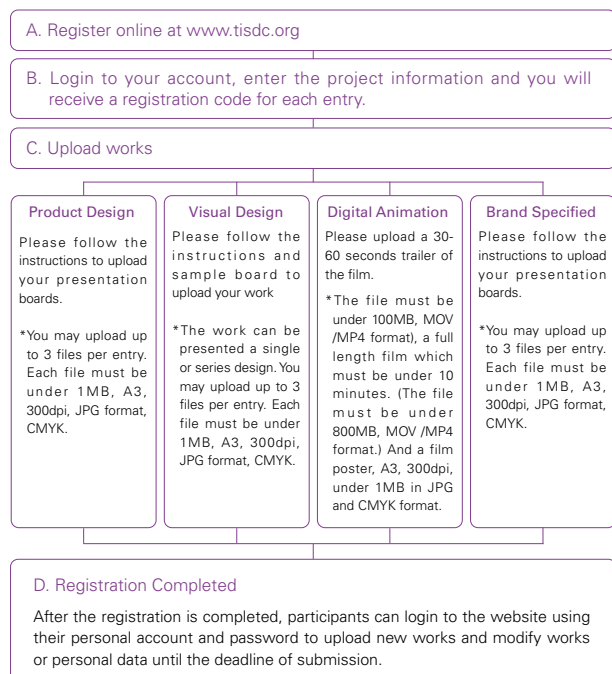 A. Register online at www.tisdc.org
B. Login to your account, enter the project information and you will
receive a registration code for each entry.
C. Upload works
Product Design
Please follow the
instructions to upload
your presentation
boards.
*You may upload up
to 3 files per entry.
Each file must be
under 1MB, A3,
300dpi, JPG format,
CMYK.
Visual Design
Please follow the
instructions and
sample board to
upload your work
*The work can be
presented a single
or series design. You
may upload up to 3
files per entry. Each
file must be under
1MB, A3, 300dpi,
JPG format, CMYK.
Digital Animation
Please upload a 30-
60 seconds trailer of
the film.
*The file must be
under 100MB, MOV
/MP4 format), a full
length film which
must be under 10
minutes. (The file
must be under
800MB, MOV /MP4
format.) And a film
poster, A3, 300dpi,
under 1MB in JPG
and CMYK format.
Brand Specified
Please follow the
instructions to upload
your presentation
boards.
*You may upload up
to 3 files per entry.
Each file must be
under 1MB, A3,
300dpi, JPG format,
CMYK.
D. Registration Completed
After the registration is completed, participants can login to the website using
their personal account and password to upload new works and modify works
or personal data until the deadline of submission.